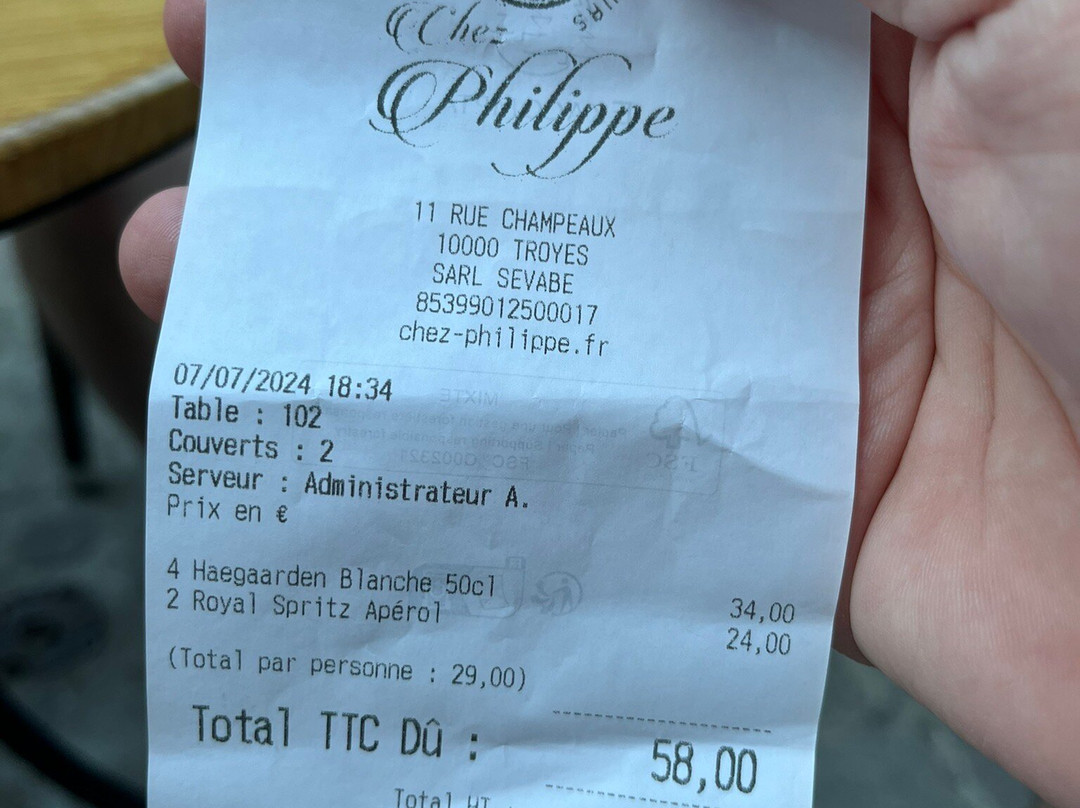 Chez
Philippe
11 RUE CHAMPEAUX
10000 TROYES
SARL SEVABE
85399012500017
chez-philippe.fr
07/07/2024 18:34
Table : 102
Couverts : 2
Serveur : Administrateur A.
Prix en €
4 Haegaarden Blanche 50cl 34,00
2 Royal Spritz Apérol 24,00
(Total par personne : 29,00)
Total TTC Dû : 58,00
Total HT